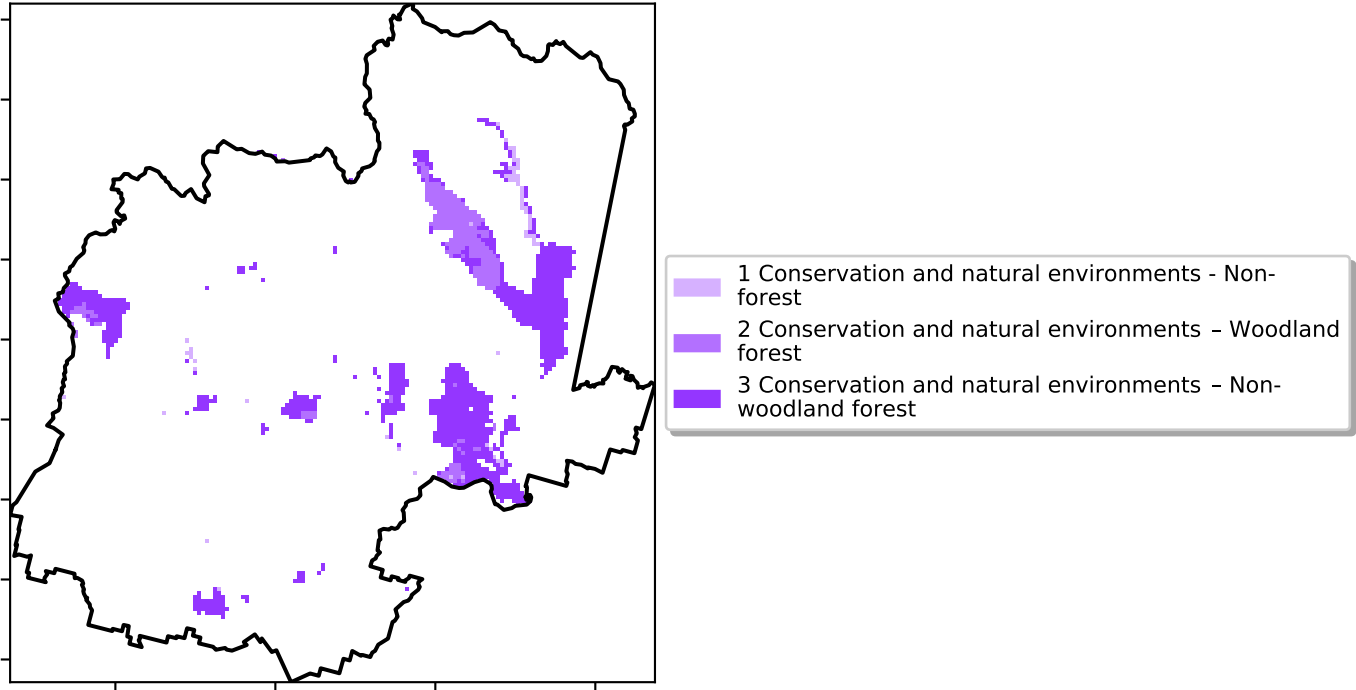 1 Conservation and natural environments - Non-
forest
2 Conservation and natural environments – Woodland
forest
3 Conservation and natural environments – Non-
woodland forest